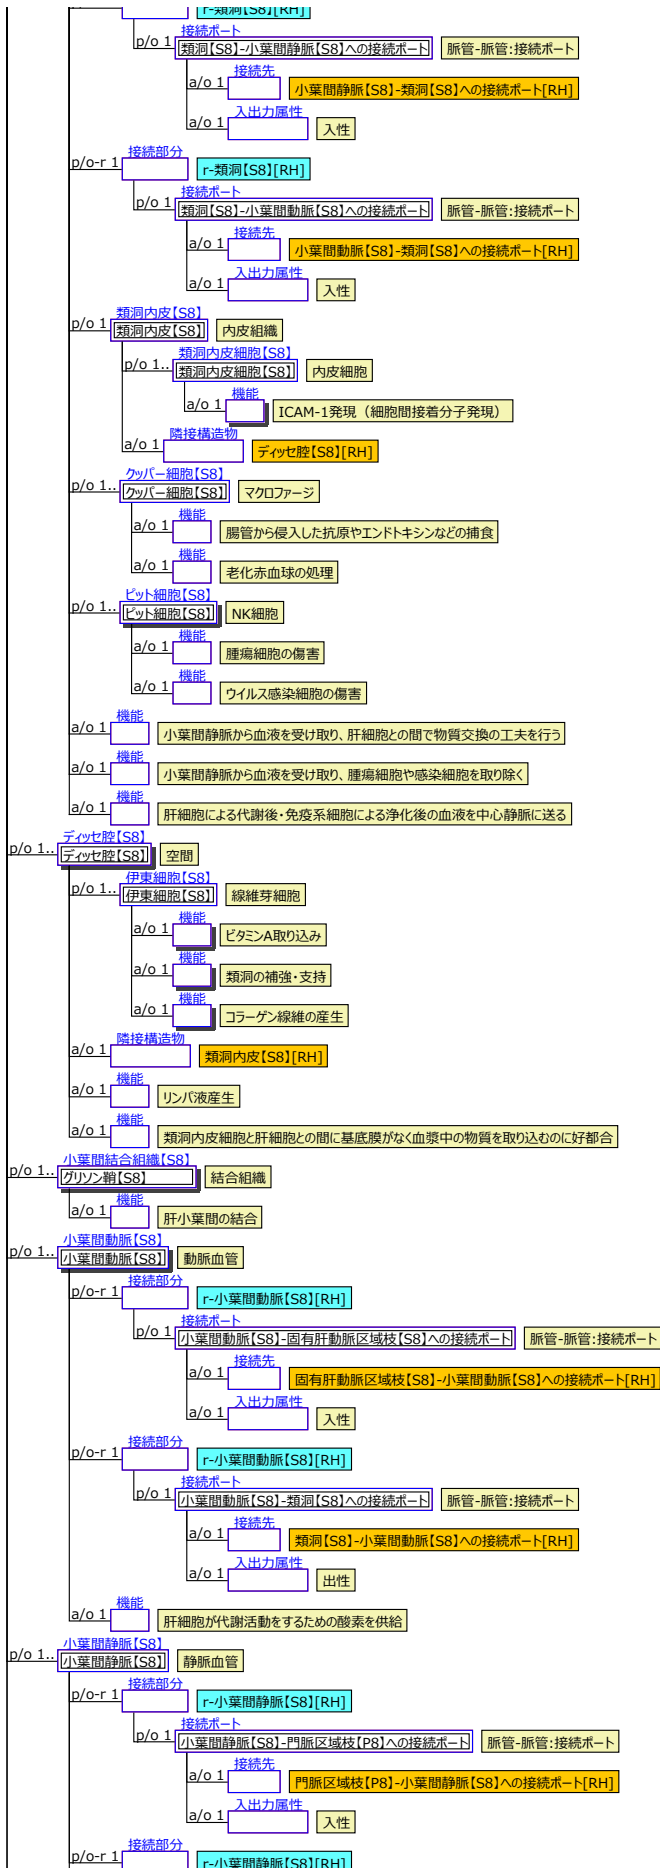 r-類洞【S8】[RH]
接続ポート
p/o 1 類洞【S8】-小葉間静脈【S8】への接続ポート 脈管-脈管:接続ポート
接続先
a/o 1 小葉間静脈【S8】-類洞【S8】への接続ポート[RH]
入出力属性
a/o 1 入性
接続部分
p/o-r 1 r-類洞【S8】[RH]
接続ポート
p/o 1 類洞【S8】-小葉間動脈【S8】への接続ポート 脈管-脈管:接続ポート
接続先
a/o 1 小葉間動脈【S8】-類洞【S8】への接続ポート[RH]
入出力属性
a/o 1 入性
類洞内皮【S8】
p/o 1 類洞内皮【S8】 内皮組織
類洞内皮細胞【S8】
p/o 1.. 類洞内皮細胞【S8】 内皮細胞
機能
a/o 1 ICAM-1発現（細胞間接着分子発現）
隣接構造物
a/o 1 ディッセ腔【S8】[RH]
クッパー細胞【S8】
p/o 1.. クッパー細胞【S8】 マクロファージ
機能
a/o 1 腸管から侵入した抗原やエンドトキシンなどの捕食
機能
a/o 1 老化赤血球の処理
ピット細胞【S8】
p/o 1.. ピット細胞【S8】 NK細胞
機能
a/o 1 腫瘍細胞の傷害
機能
a/o 1 ウイルス感染細胞の傷害
機能
a/o 1 小葉間静脈から血液を受け取り、肝細胞との間で物質交換の工夫を行う
機能
a/o 1 小葉間静脈から血液を受け取り、腫瘍細胞や感染細胞を取り除く
機能
a/o 1 肝細胞による代謝後・免疫系細胞による浄化後の血液を中心静脈に送る
ディッセ腔【S8】
p/o 1.. ディッセ腔【S8】 空間
伊東細胞【S8】
p/o 1.. 伊東細胞【S8】 線維芽細胞
機能
a/o 1 ビタミンA取り込み
機能
a/o 1 類洞の補強・支持
機能
a/o 1 コラーゲン線維の産生
隣接構造物
a/o 1 類洞内皮【S8】[RH]
機能
a/o 1 リンパ液産生
機能
a/o 1 類洞内皮細胞と肝細胞との間に基底膜がなく血漿中の物質を取り込むのに好都合
小葉間結合組織【S8】
p/o 1.. グリソン鞘【S8】 結合組織
機能
a/o 1 肝小葉間の結合
小葉間動脈【S8】
p/o 1.. 小葉間動脈【S8】 動脈血管
接続部分
p/o-r 1 r-小葉間動脈【S8】[RH]
接続ポート
p/o 1 小葉間動脈【S8】-固有肝動脈区域枝【S8】への接続ポート 脈管-脈管:接続ポート
接続先
a/o 1 固有肝動脈区域枝【S8】-小葉間動脈【S8】への接続ポート[RH]
入出力属性
a/o 1 入性
接続部分
p/o-r 1 r-小葉間動脈【S8】[RH]
接続ポート
p/o 1 小葉間動脈【S8】-類洞【S8】への接続ポート 脈管-脈管:接続ポート
接続先
a/o 1 類洞【S8】-小葉間動脈【S8】への接続ポート[RH]
入出力属性
a/o 1 出性
機能
a/o 1 肝細胞が代謝活動をするための酸素を供給
小葉間静脈【S8】
p/o 1.. 小葉間静脈【S8】 静脈血管
接続部分
p/o-r 1 r-小葉間静脈【S8】[RH]
接続ポート
p/o 1 小葉間静脈【S8】-門脈区域枝【P8】への接続ポート 脈管-脈管:接続ポート
接続先
a/o 1 門脈区域枝【P8】-小葉間静脈【S8】への接続ポート[RH]
入出力属性
a/o 1 入性
接続部分
p/o-r 1 r-小葉間静脈【S8】[RH]